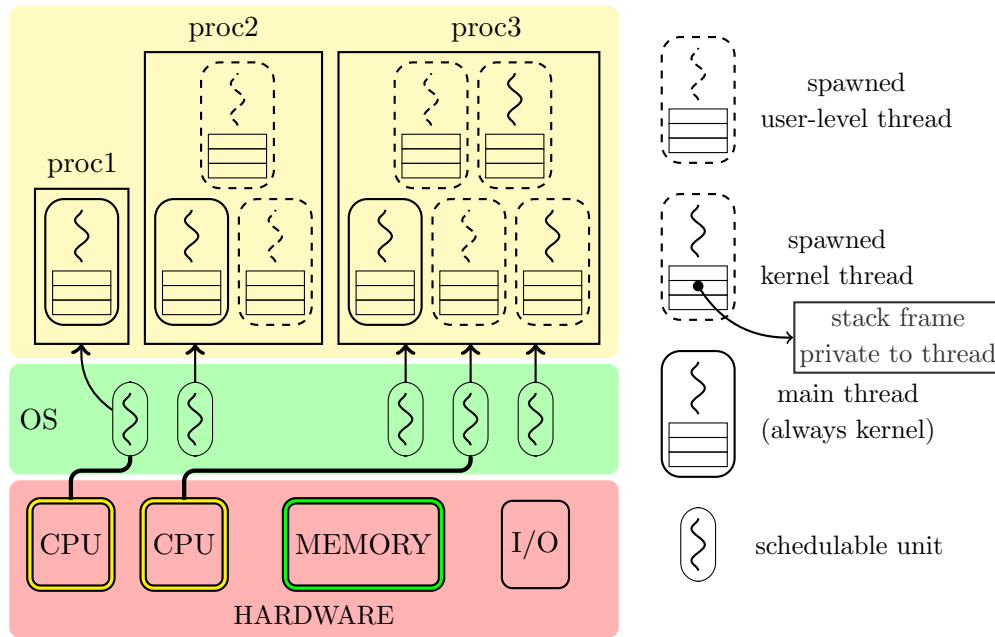 proc1
proc2
proc3
OS
CPU
CPU
MEMORY
I/O
HARDWARE
spawned
user-level thread
spawned
kernel thread
stack frame
private to thread
main thread
(always kernel)
schedulable unit